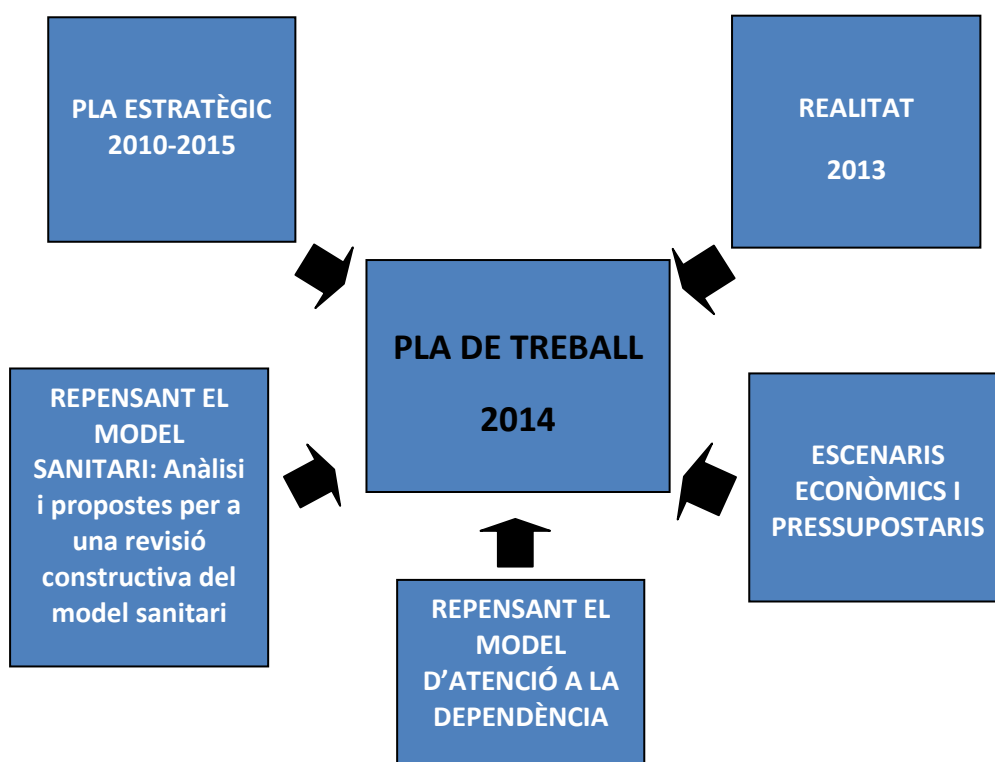 PLA ESTRATÈGIC
2010-2015
REALITAT
2013
PLA DE TREBALL
2014
REPENSANT EL
MODEL
SANITARI: Anàlisi
i propostes per a
una revisió
constructiva del
model sanitari
ESCENARIS
ECONÒMICS I
PRESSUPOSTARIS
REPENSANT EL
MODEL
D’ATENCIÓ A LA
DEPENDÈNCIA